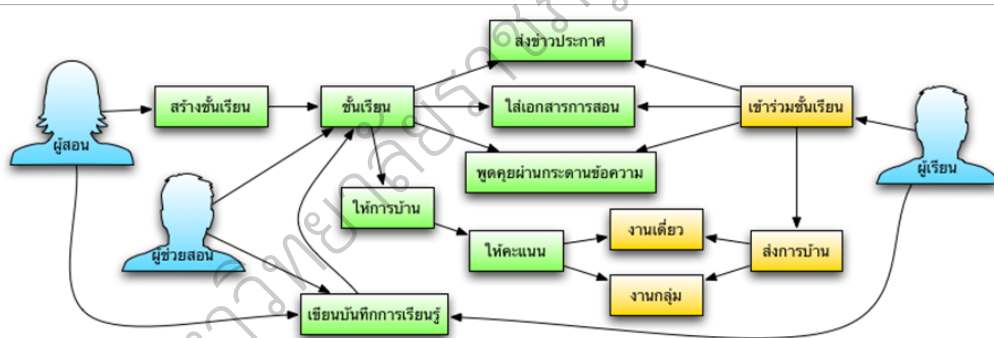 ส่งข่าวประกาศ
สร้างชั้นเรียน
ชั้นเรียน
ใส่เอกสารการสอน
เข้าร่วมชั้นเรียน
ผู้สอน
ผู้เรียน
พูดคุยผ่านกระดานข้อความ
ให้การบ้าน
งานเดี่ยว
ผู้ช่วยสอน
ให้คะแนน
ส่งการบ้าน
งานกลุ่ม
เขียนบันทึกการเรียนรู้